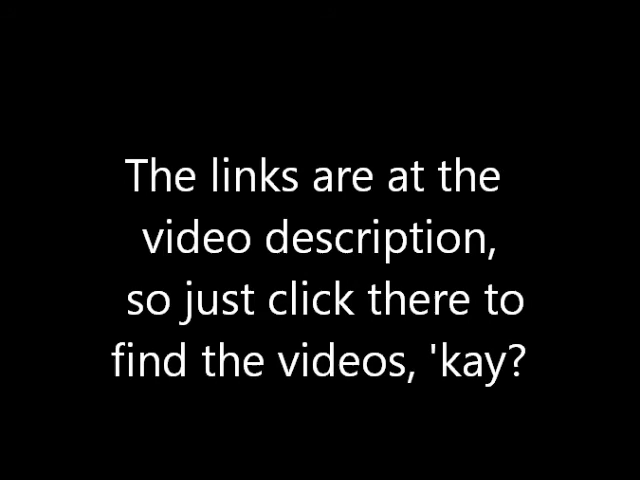 The links are at the
video description,
so just click there to
find the videos, 'kay?